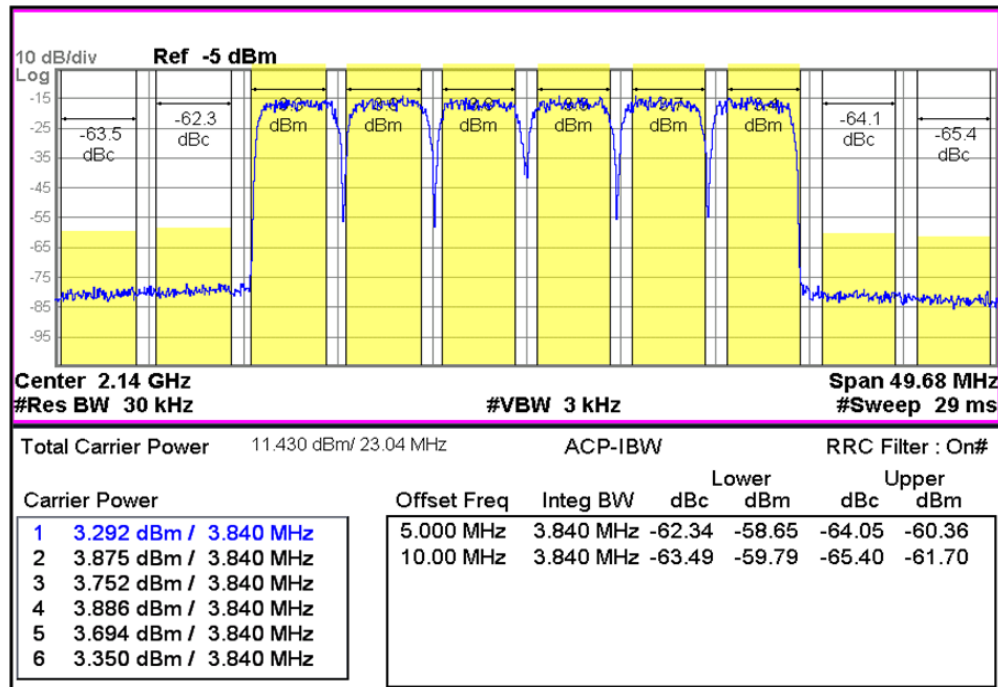 10 dB/div Ref -5 dBm
Log
-15
-25
-35
-45
-55
-65
-75
-85
-95
-63.5
dBc
-62.3
dBc
dBm
dBm
dBm
dBm
dBm
dBm
-64.1
dBc
-65.4
dBc
Center 2.14 GHz Span 49.68 MHz
#Res BW 30 kHz #VBW 3 kHz #Sweep 29 ms
Total Carrier Power 11.430 dBm/ 23.04 MHz ACP-IBW RRC Filter : On#
Lower Upper
Carrier Power Offset Freq Integ BW dBc dBm dBc dBm
1 3.292 dBm / 3.840 MHz 5.000 MHz 3.840 MHz -62.34 -58.65 -64.05 -60.36
2 3.875 dBm / 3.840 MHz 10.00 MHz 3.840 MHz -63.49 -59.79 -65.40 -61.70
3 3.752 dBm / 3.840 MHz
4 3.886 dBm / 3.840 MHz
5 3.694 dBm / 3.840 MHz
6 3.350 dBm / 3.840 MHz